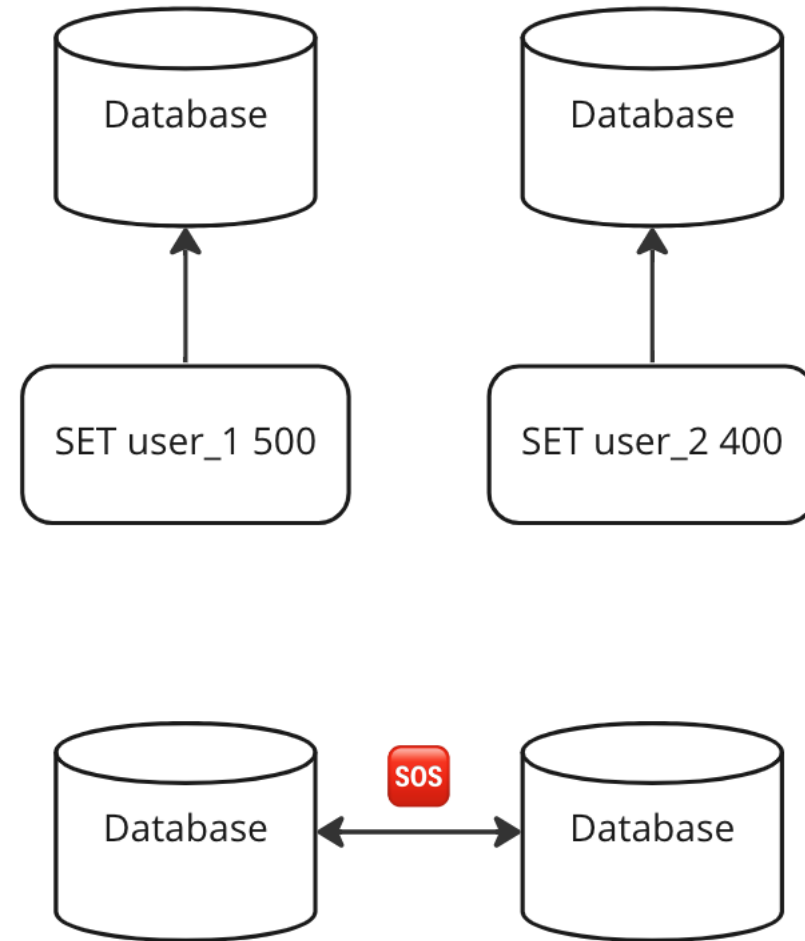 Database
Database
SET user_1 500
SET user_2 400
SOS
Database
Database